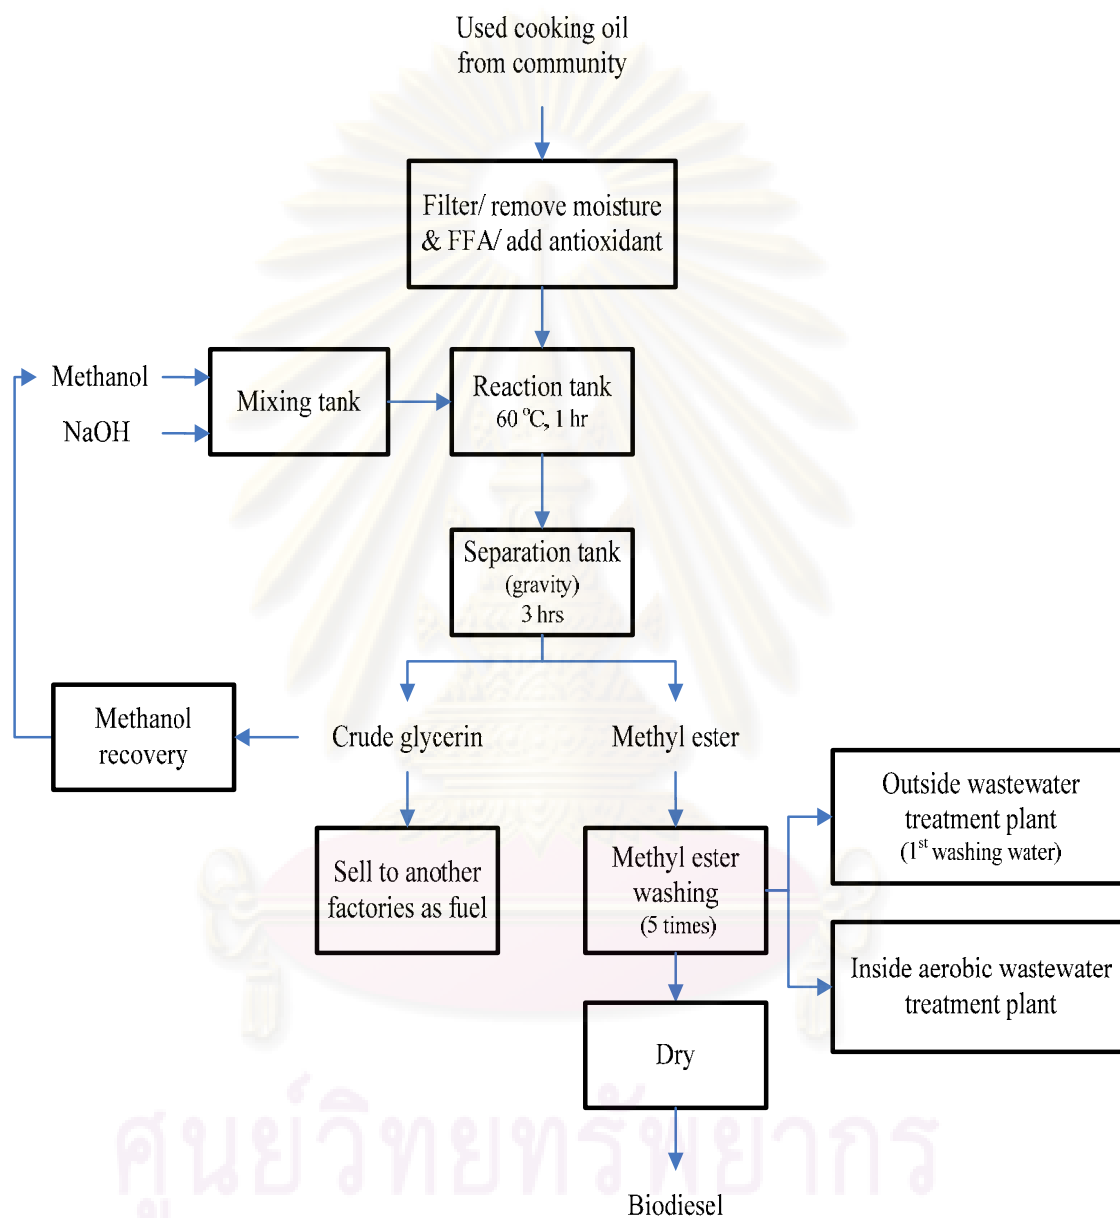 Used cooking oil
from community
Filter/ remove moisture
& FFA/ add antioxidant
Methanol
NaOH
Mixing tank
Reaction tank
60 °C, 1 hr
Separation tank
(gravity)
3 hrs
Methanol
recovery
Crude glycerin
Methyl ester
Sell to another
factories as fuel
Methyl ester
washing
(5 times)
Outside wastewater
treatment plant
(1st washing water)
Inside aerobic wastewater
treatment plant
Dry
Biodiesel
ศูนย์วิทยทรัพยากร